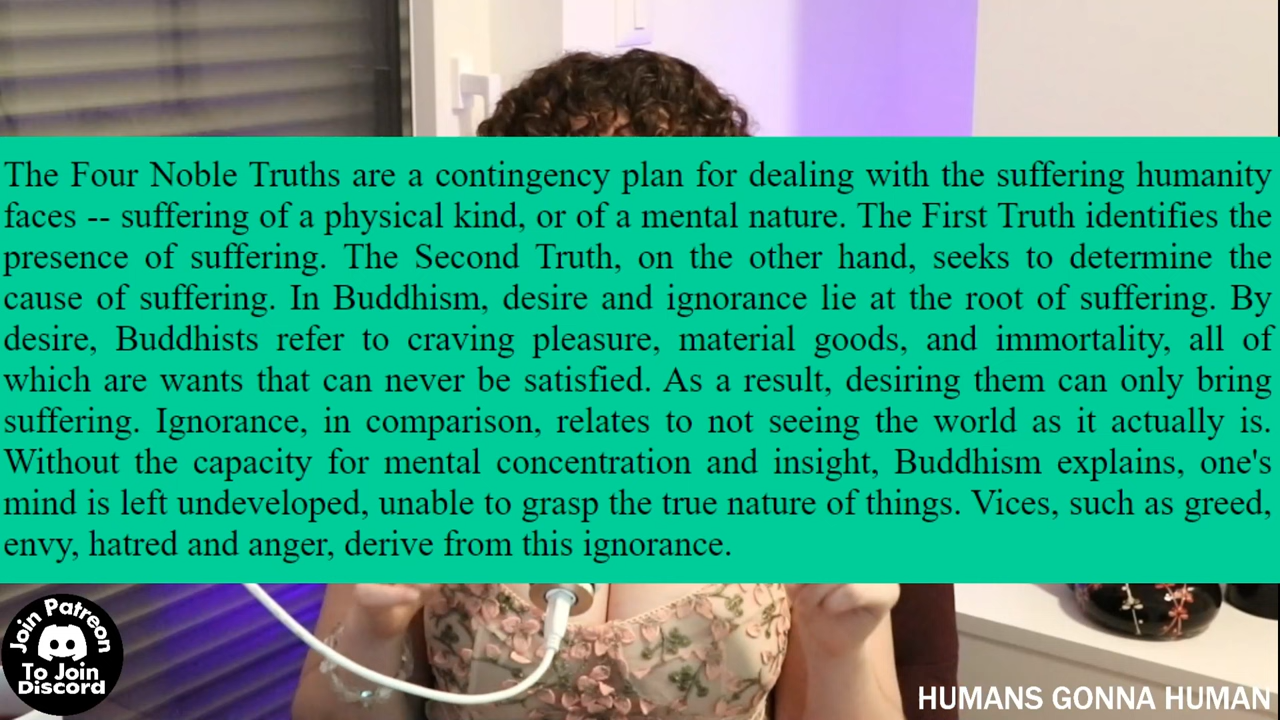 The Four Noble Truths are a contingency plan for dealing with the suffering humanity
faces -- suffering of a physical kind, or of a mental nature. The First Truth identifies the
presence of suffering. The Second Truth, on the other hand, seeks to determine the
cause of suffering. In Buddhism, desire and ignorance lie at the root of suffering. By
desire, Buddhists refer to craving pleasure, material goods, and immortality, all of
which are wants that can never be satisfied. As a result, desiring them can only bring
suffering. Ignorance, in comparison, relates to not seeing the world as it actually is.
Without the capacity for mental concentration and insight, Buddhism explains, one's
mind is left undeveloped, unable to grasp the true nature of things. Vices, such as greed,
envy, hatred and anger, derive from this ignorance.
Join Patreon
To Join
Discord
HUMANS GONNA HUMAN